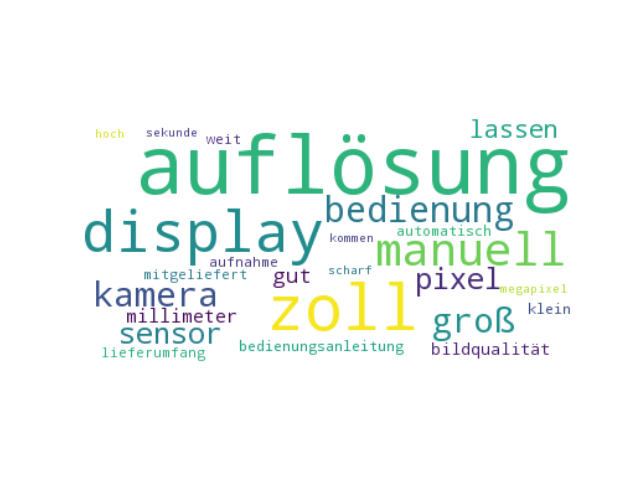 hoch
sekunde
weit
lassen
auflösung
bedienung
display
automatisch
kommen
manuell
aufnahme
scharf
mitgeliefert
gut
pixel
megapixel
kamera
zoll
klein
millimeter
groß
sensor
bedienungsanleitung
bildqualität
lieferumfang